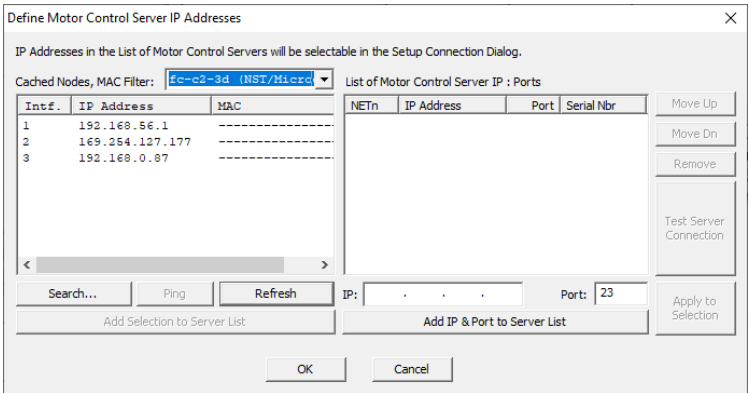 Define Motor Control Server IP Addresses
IP Addresses in the List of Motor Control Servers will be selectable in the Setup Connection Dialog.
Cached Nodes, MAC Filter: fc-c2-3d (NST/Micro
List of Motor Control Server IP : Ports
Intf. IP Address MAC
1 192.168.56.1 ----------------
2 169.254.127.177 ----------------
3 192.168.0.87 ----------------
NETn IP Address Port Serial Nbr
Move Up
Move Dn
Remove
Test Server
Connection
Search... Ping Refresh
IP: . . . Port: 23
Apply to
Selection
Add Selection to Server List
Add IP & Port to Server List
OK Cancel